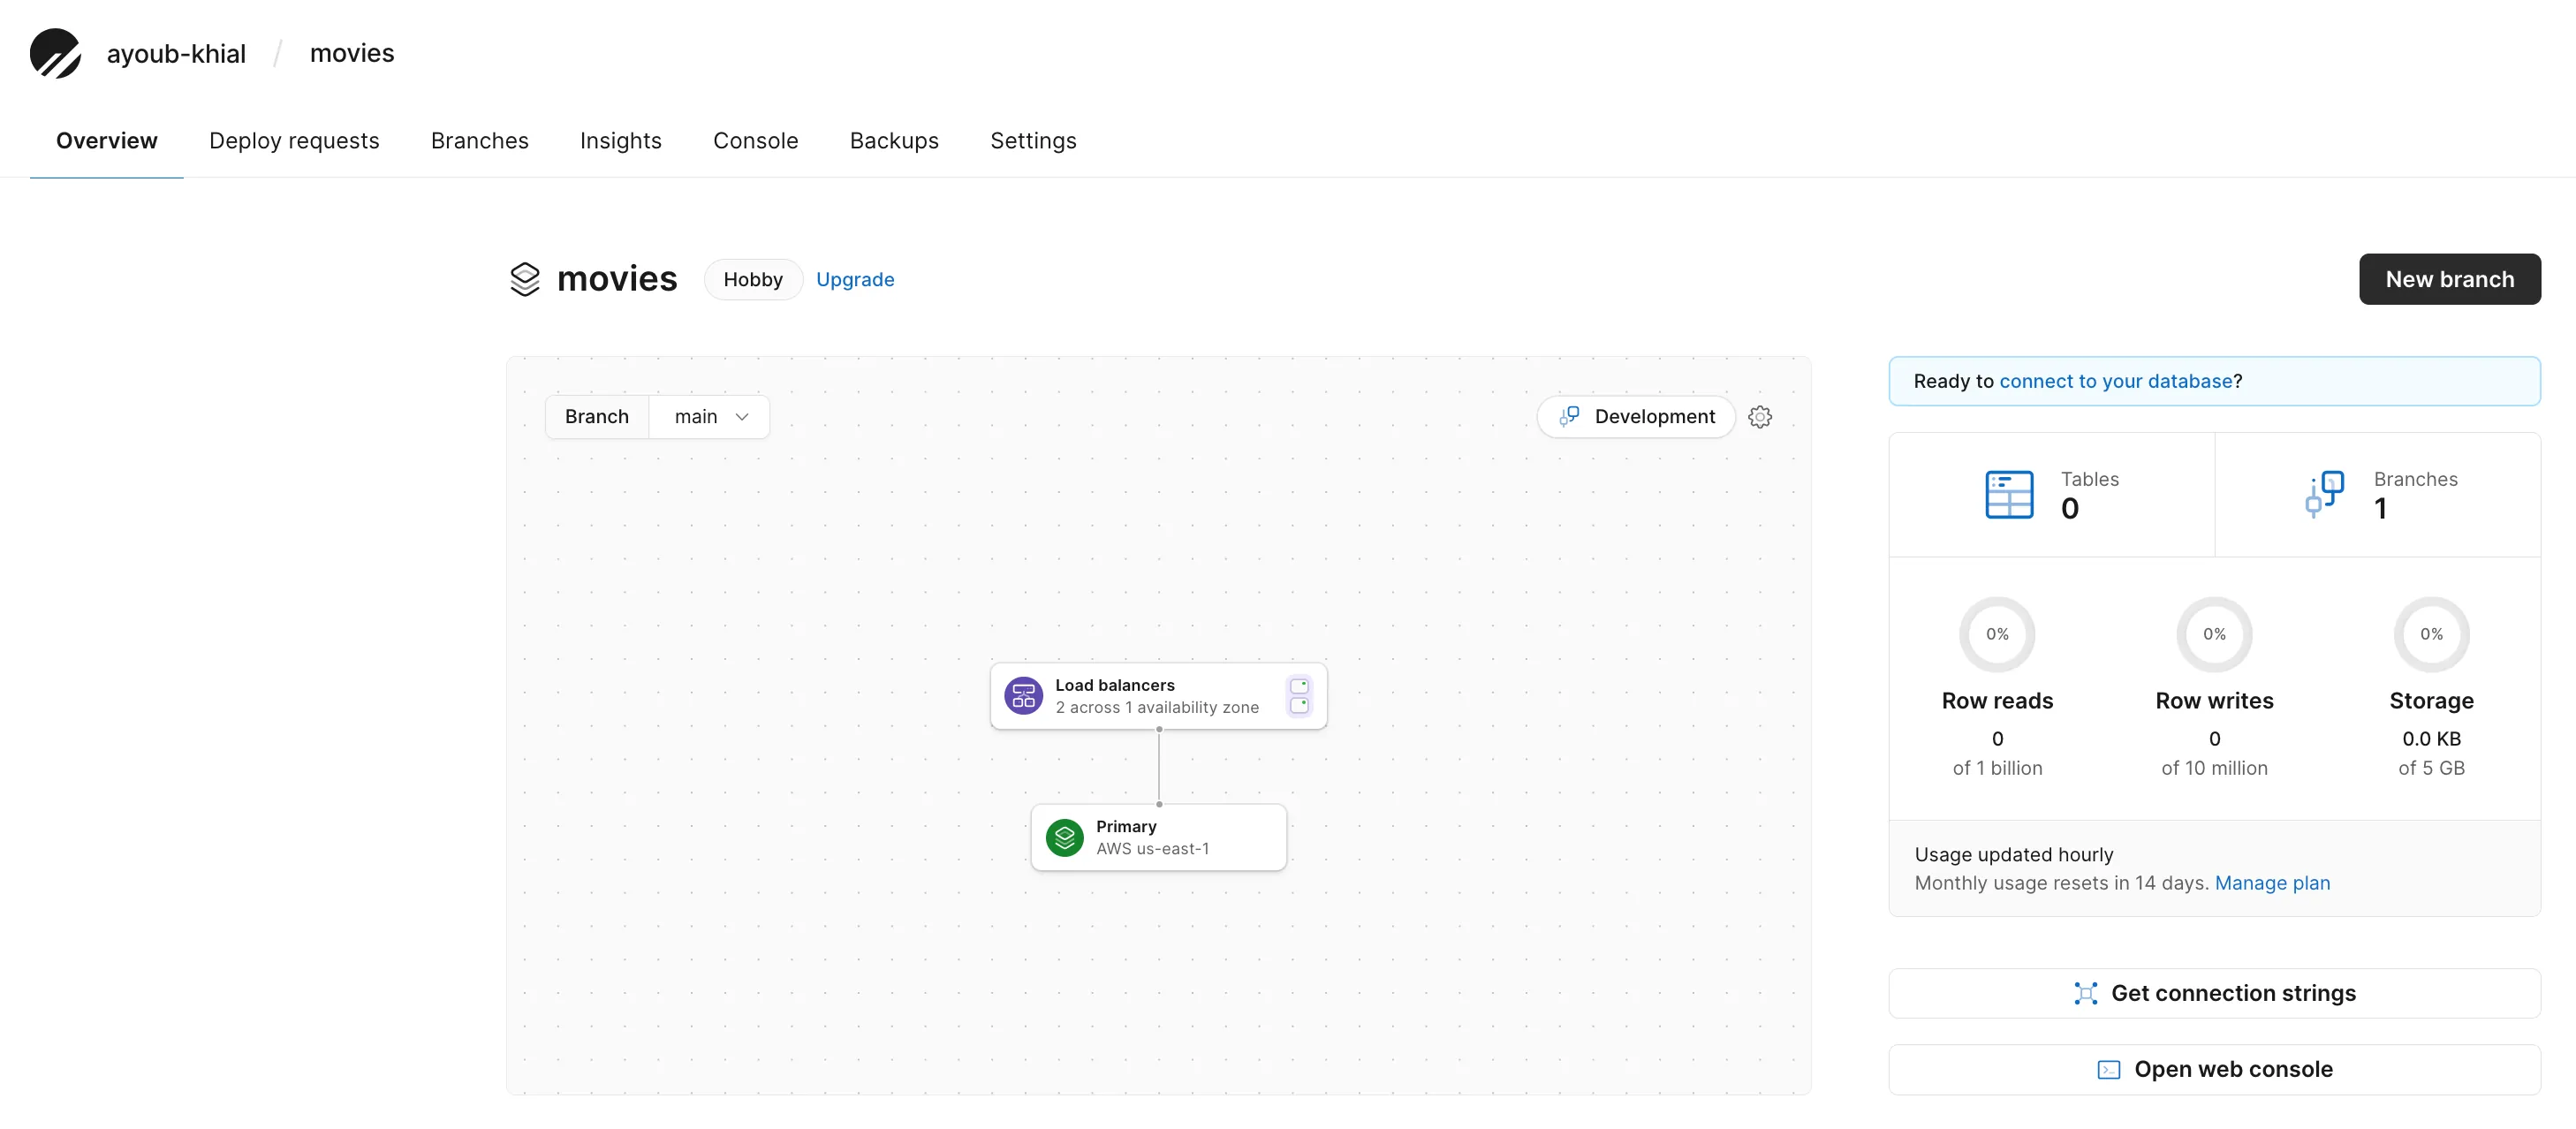 ayoub-khial / movies
Overview Deploy requests Branches Insights Console Backups Settings
movies Hobby Upgrade
New branch
Branch main
Development
Load balancers
2 across 1 availability zone
Primary
AWS us-east-1
Ready to connect to your database?
Tables
0
Branches
1
0% 0% 0%
Row reads Row writes Storage
0 0 0.0 KB
of 1 billion of 10 million of 5 GB
Usage updated hourly
Monthly usage resets in 14 days. Manage plan
Get connection strings
Open web console